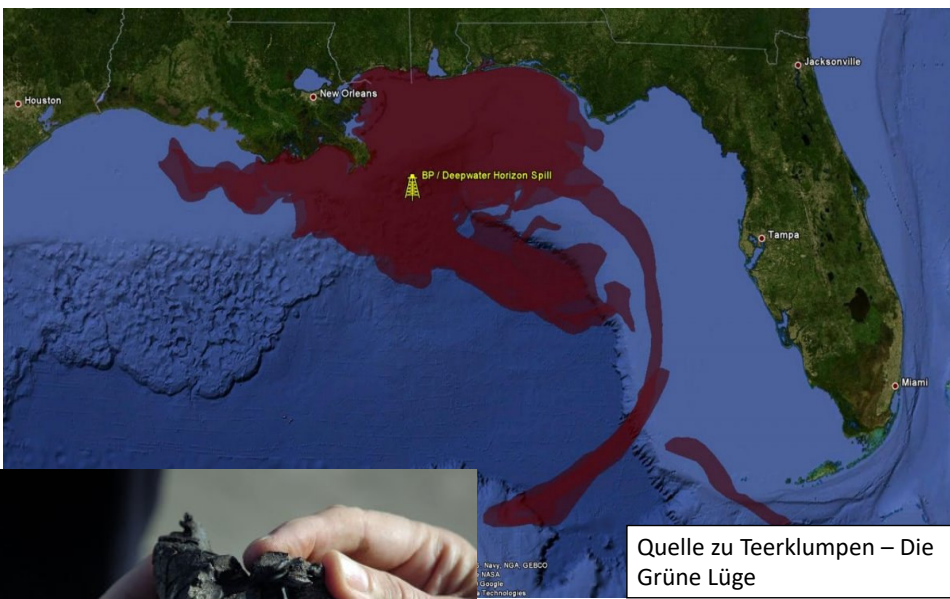 Jacksonville
Houston
New Orleans
BP / Deepwater Horizon Spill
Tampa
Miami
Navy, NGA, GEBCO
NASA
Google
Technologies
Quelle zu Teerklumpen – Die
Grüne Lüge